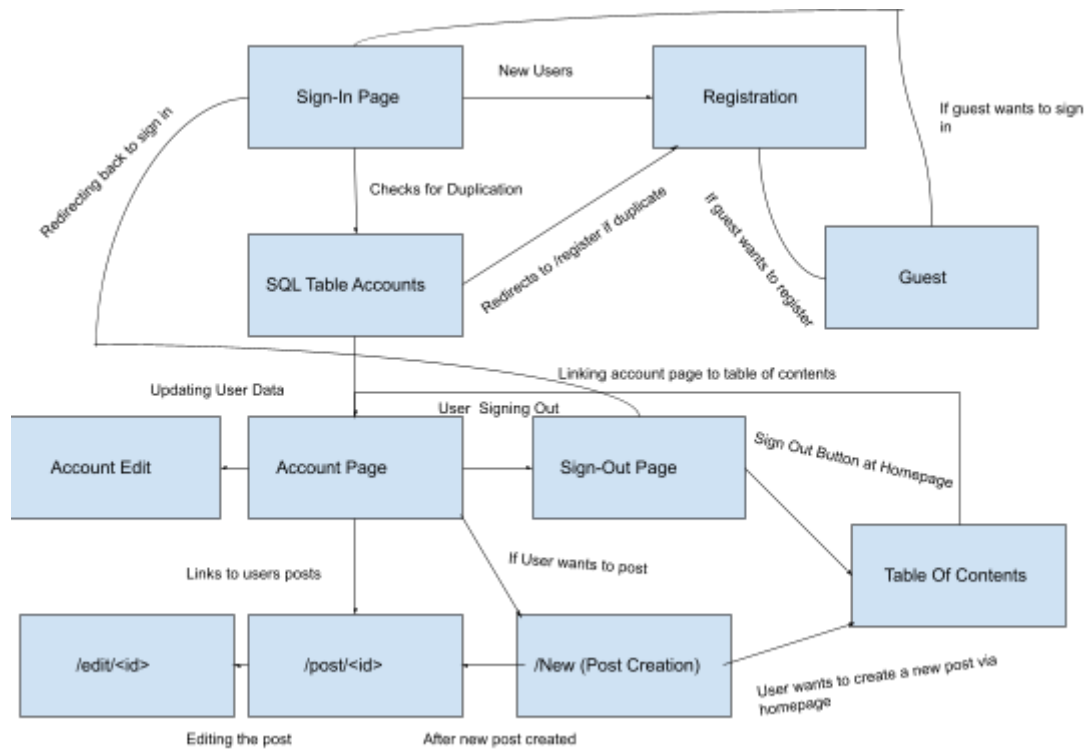 Sign-In Page
New Users
Registration
If guest wants to sign
in
Redirecting back to sign in
Checks for Duplication
Redirects to /register if duplicate
If guest wants to register
SQL Table Accounts
Guest
Linking account page to table of contents
Updating User Data
User  Signing Out
Account Edit
Account Page
Sign-Out Page
Sign Out Button at Homepage
Links to users posts
If User wants to post
Table Of Contents
/edit/<id>
/post/<id>
/New (Post Creation)
User wants to create a new post via
homepage
Editing the post
After new post created